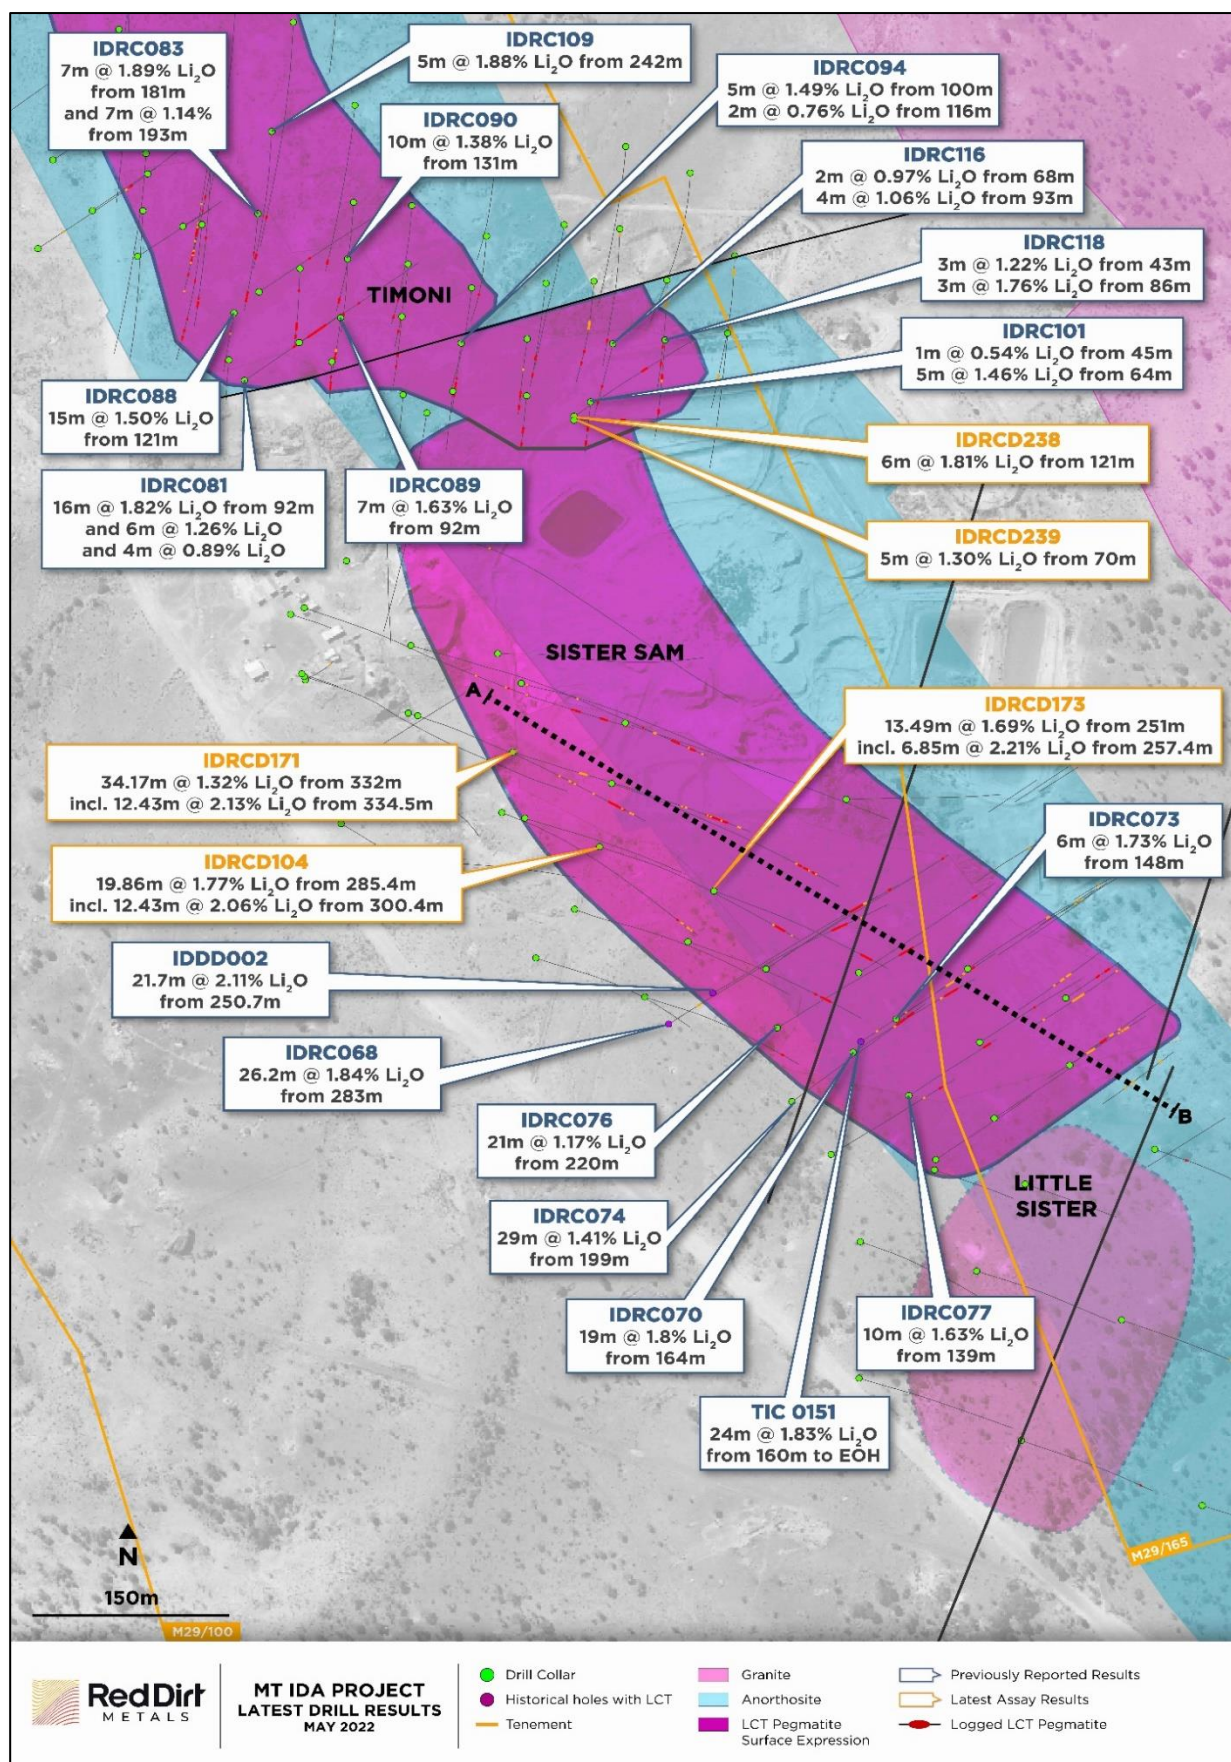 IDRC083
7m @ 1.89% Li₂O
from 181m
and 7m @ 1.14%
from 193m
IDRC109
5m @ 1.88% Li₂O from 242m
IDRC094
5m @ 1.49% Li₂O from 100m
2m @ 0.76% Li₂O from 116m
IDRC090
10m @ 1.38% Li₂O
from 131m
IDRC116
2m @ 0.97% Li₂O from 68m
4m @ 1.06% Li₂O from 93m
IDRC118
3m @ 1.22% Li₂O from 43m
3m @ 1.76% Li₂O from 86m
TIMONI
IDRC101
1m @ 0.54% Li₂O from 45m
5m @ 1.46% Li₂O from 64m
IDRC088
15m @ 1.50% Li₂O
from 121m
IDRCD238
6m @ 1.81% Li₂O from 121m
IDRC081
16m @ 1.82% Li₂O from 92m
and 6m @ 1.26% Li₂O
and 4m @ 0.89% Li₂O
IDRC089
7m @ 1.63% Li₂O
from 92m
IDRCD239
5m @ 1.30% Li₂O from 70m
SISTER SAM
A
IDRCD173
13.49m @ 1.69% Li₂O from 251m
incl. 6.85m @ 2.21% Li₂O from 257.4m
IDRCD171
34.17m @ 1.32% Li₂O from 332m
incl. 12.43m @ 2.13% Li₂O from 334.5m
IDRC073
6m @ 1.73% Li₂O
from 148m
IDRCD104
19.86m @ 1.77% Li₂O from 285.4m
incl. 12.43m @ 2.06% Li₂O from 300.4m
IDDD002
21.7m @ 2.11% Li₂O
from 250.7m
IDRC068
26.2m @ 1.84% Li₂O
from 283m
B
IDRC076
21m @ 1.17% Li₂O
from 220m
LITTLE
SISTER
IDRC074
29m @ 1.41% Li₂O
from 199m
IDRC070
19m @ 1.8% Li₂O
from 164m
IDRC077
10m @ 1.63% Li₂O
from 139m
TIC 0151
24m @ 1.83% Li₂O
from 160m to EOH
M29/165
N
150m
M29/100
Red Dirt
METALS
MT IDA PROJECT
LATEST DRILL RESULTS
MAY 2022
Drill Collar
Historical holes with LCT
Tenement
Granite
Anorthosite
LCT Pegmatite
Surface Expression
Previously Reported Results
Latest Assay Results
Logged LCT Pegmatite